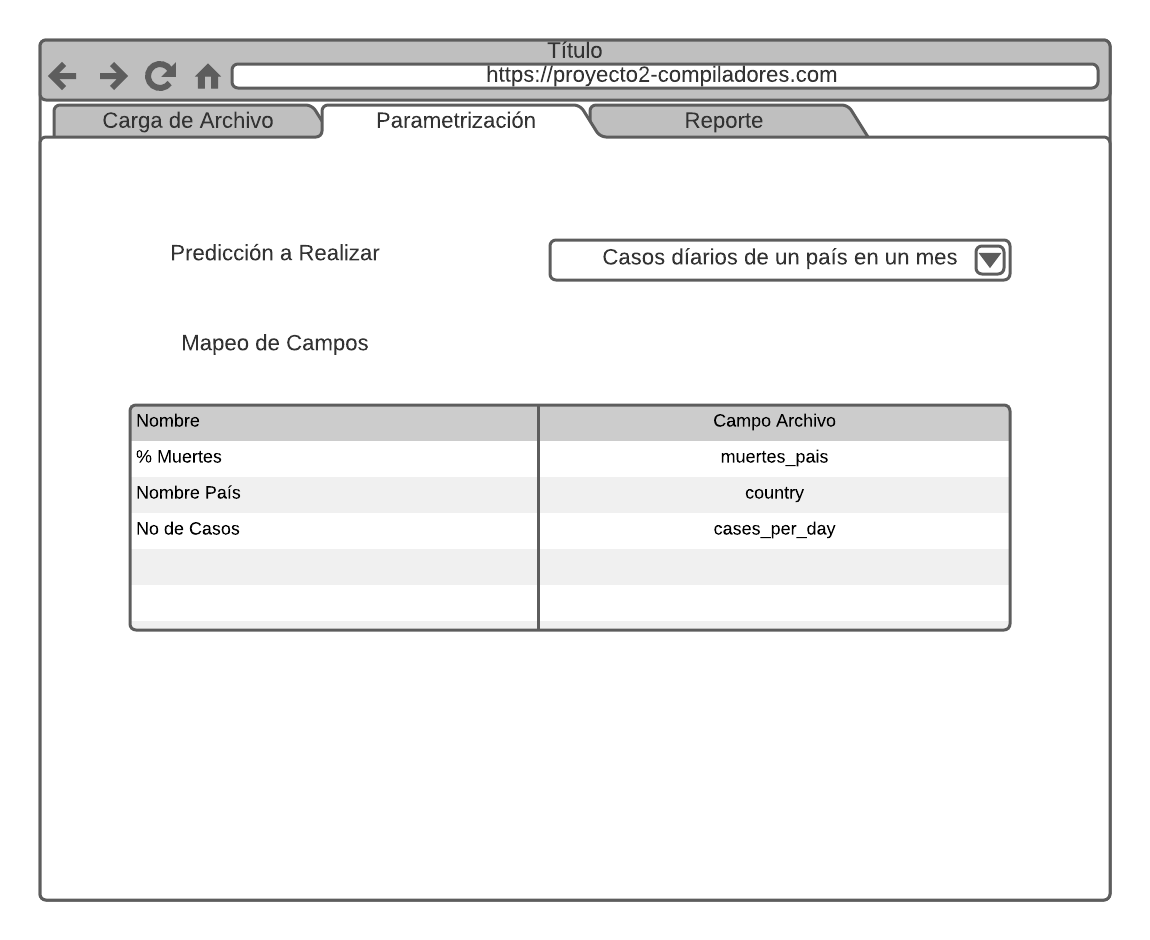 Título
https://proyecto2-compiladores.com
Carga de Archivo Parametrización Reporte
Predicción a Realizar Casos díarios de un país en un mes
Mapeo de Campos
Nombre Campo Archivo
% Muertes muertes_pais
Nombre País country
No de Casos cases_per_day